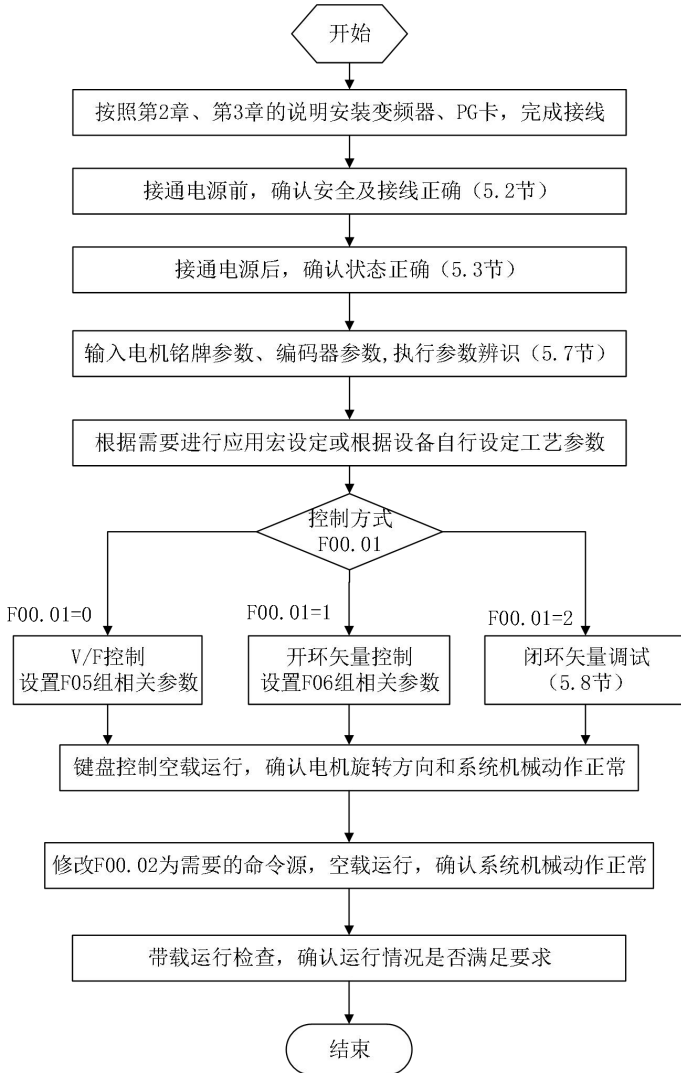 开始
按照第2章、第3章的说明安装变频器、PG卡，完成接线
接通电源前，确认安全及接线正确（5.2节）
接通电源后，确认状态正确（5.3节）
输入电机铭牌参数、编码器参数,执行参数辨识（5.7节）
根据需要进行应用宏设定或根据设备自行设定工艺参数
控制方式
F00.01
F00.01=0
F00.01=1
F00.01=2
V/F控制
设置F05组相关参数
开环矢量控制
设置F06组相关参数
闭环矢量调试
（5.8节）
键盘控制空载运行，确认电机旋转方向和系统机械动作正常
修改F00.02为需要的命令源，空载运行，确认系统机械动作正常
带载运行检查，确认运行情况是否满足要求
结束